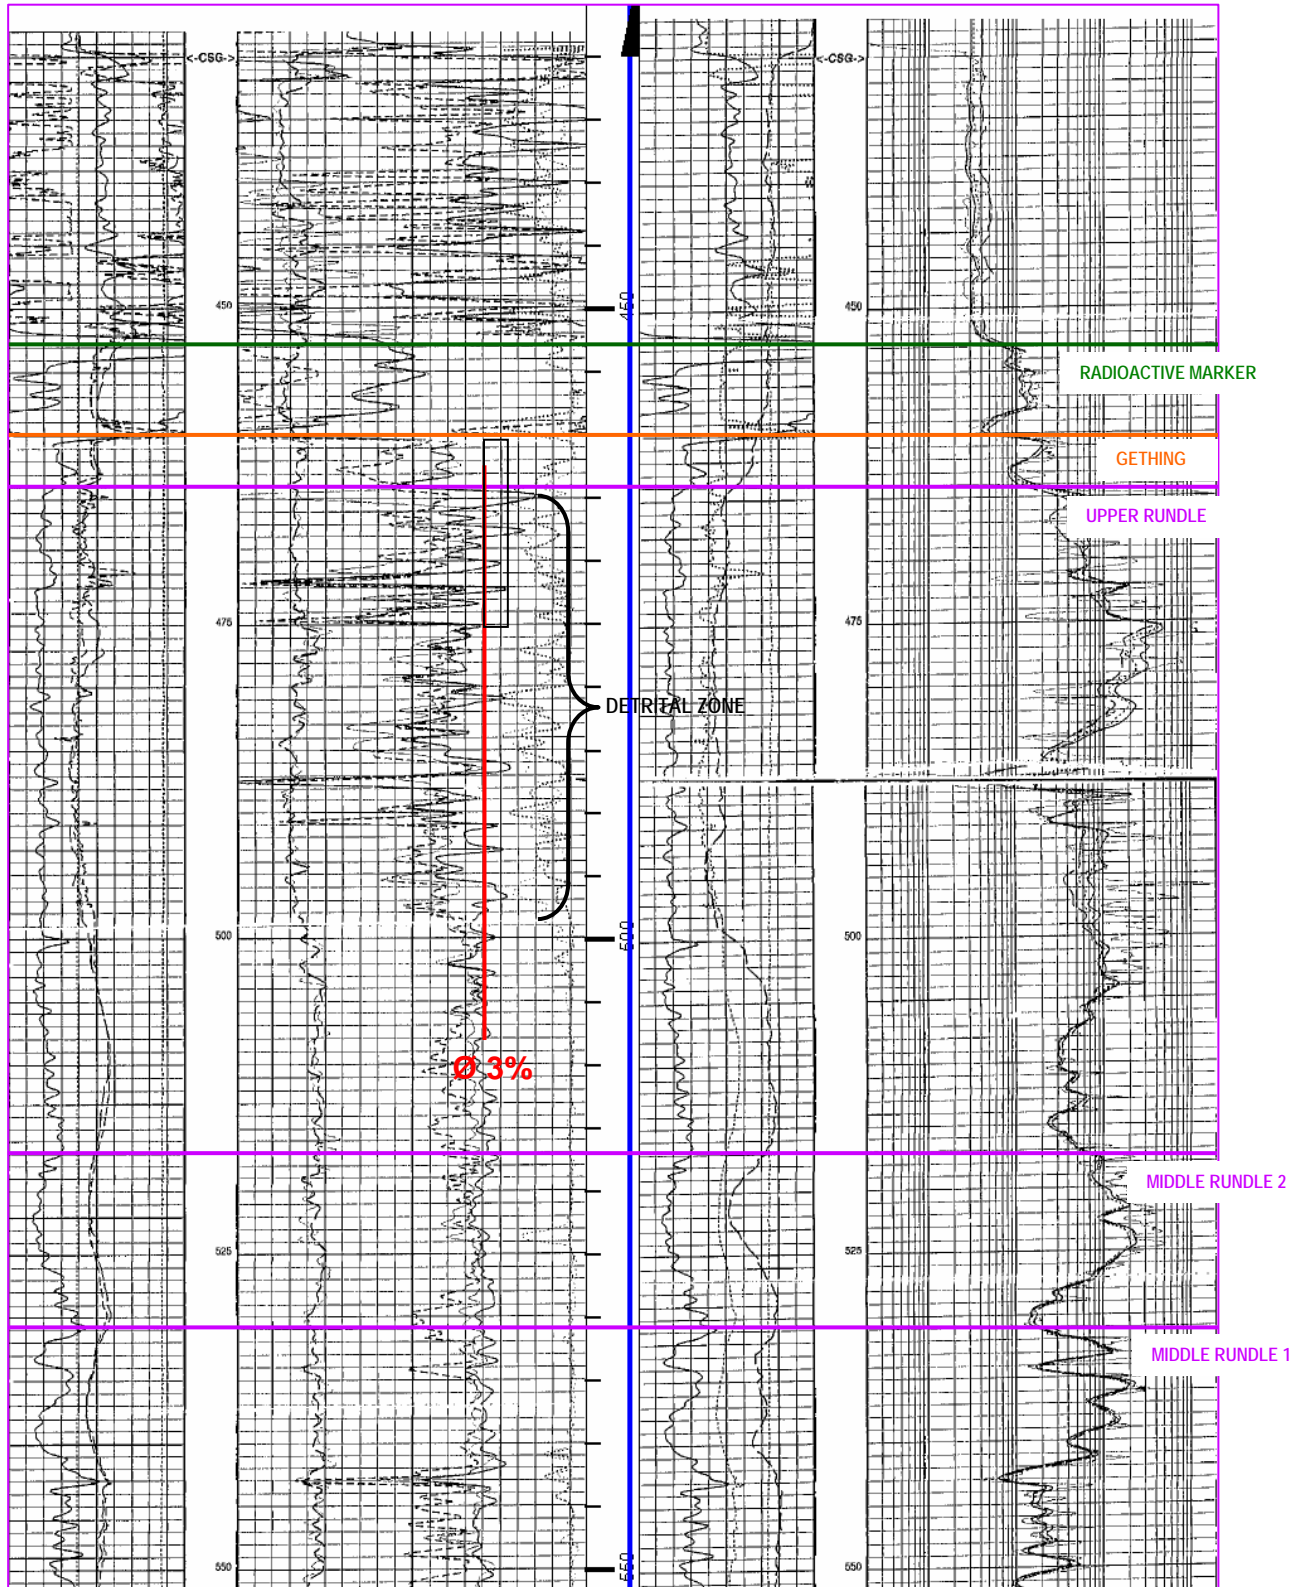 <-CSG->
<-CSG->
450
450
450
RADIOACTIVE MARKER
GETHING
UPPER RUNDLE
475
475
DETRITAL ZONE
500
500
500
Ø 3%
MIDDLE RUNDLE 2
525
525
MIDDLE RUNDLE 1
550
550
550